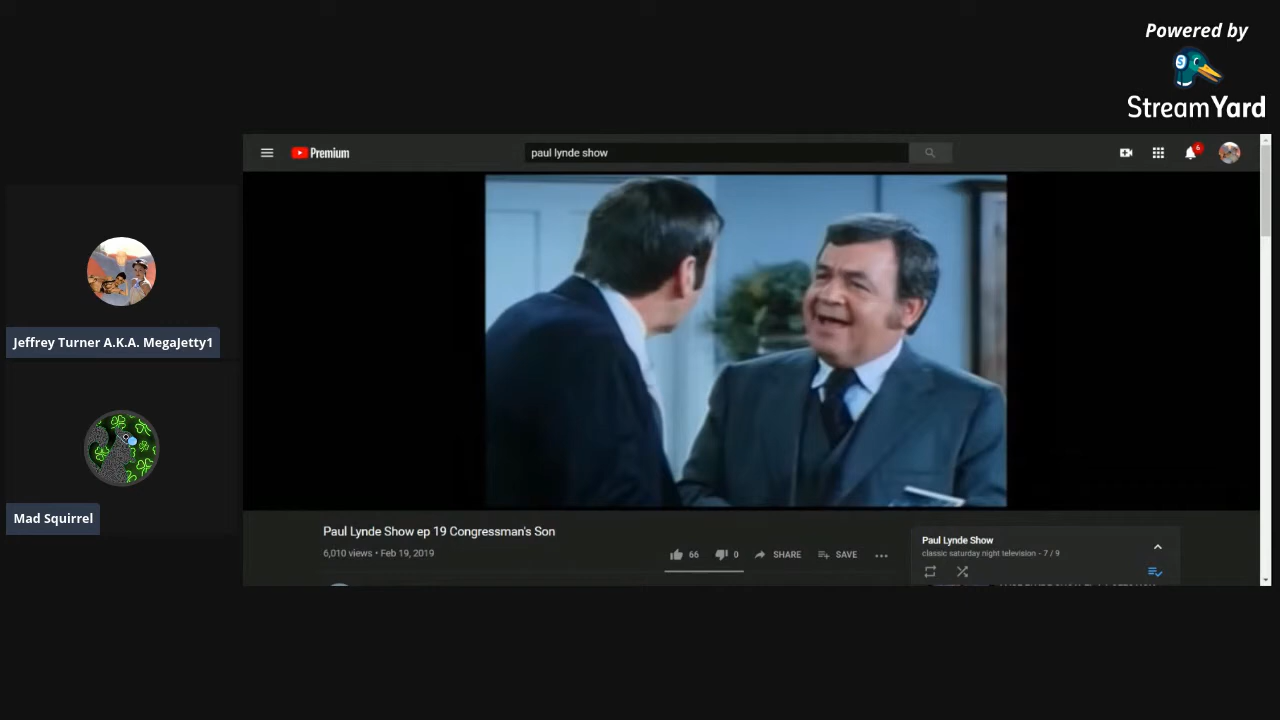 Powered by
StreamYard
Premium
paul lynde show
6
Jeffrey Turner A.K.A. MegaJetty1
Mad Squirrel
Paul Lynde Show ep 19 Congressman's Son
6,010 views • Feb 19, 2019
66
0
SHARE
SAVE
Paul Lynde Show
classic saturday night television - 7 / 9